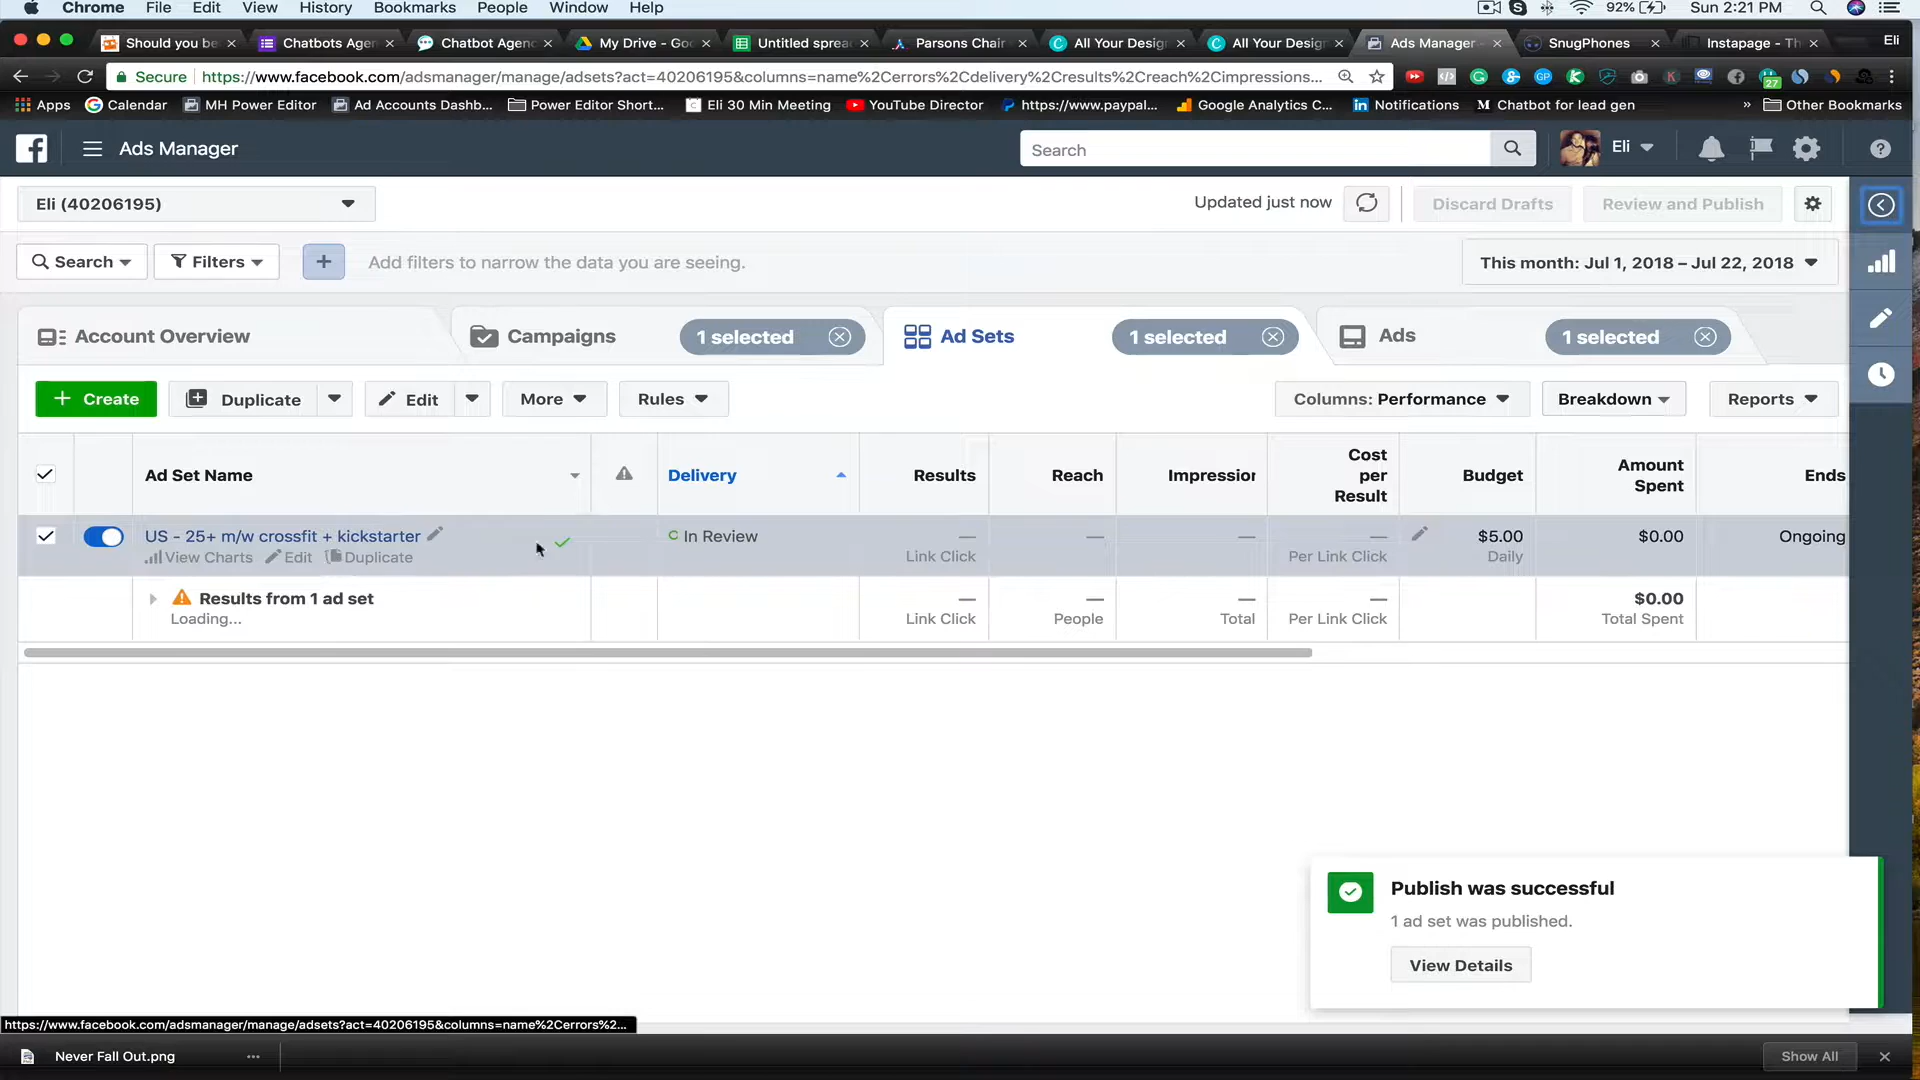 Chrome File Edit View History Bookmarks People Window Help 92% Sun 2:21 PM
Should you be Chatbots Agen Chatbot Agenc My Drive - Goo Untitled sprea Parsons Chair All Your Desig All Your Desig Ads Manager SnugPhones Instapage - Th Eli
Secure https://www.facebook.com/adsmanager/manage/adsets?act=40206195&columns=name%2Cerrors%2Cdelivery%2Cresults%2Creach%2Cimpressions... GP K K 27
Apps Calendar MH Power Editor Ad Accounts Dashb... Power Editor Short... Eli 30 Min Meeting YouTube Director https://www.paypal... Google Analytics C... Notifications M Chatbot for lead gen » Other Bookmarks
Ads Manager Search Eli
Eli (40206195) Updated just now Discard Drafts Review and Publish
Search Filters + Add filters to narrow the data you are seeing. This month: Jul 1, 2018 – Jul 22, 2018
Account Overview Campaigns 1 selected Ad Sets 1 selected Ads 1 selected
+ Create Duplicate Edit More Rules Columns: Performance Breakdown Reports
Ad Set Name Delivery Results Reach Impression Cost per Result Budget Amount Spent Ends
US - 25+ m/w crossfit + kickstarter In Review — — — — $5.00 $0.00 Ongoing
View Charts Edit Duplicate Link Click Per Link Click Daily
Results from 1 ad set — — — — $0.00
Loading... Link Click People Total Per Link Click Total Spent
Publish was successful
1 ad set was published.
View Details
https://www.facebook.com/adsmanager/manage/adsets?act=40206195&columns=name%2Cerrors%2...
Never Fall Out.png ... Show All